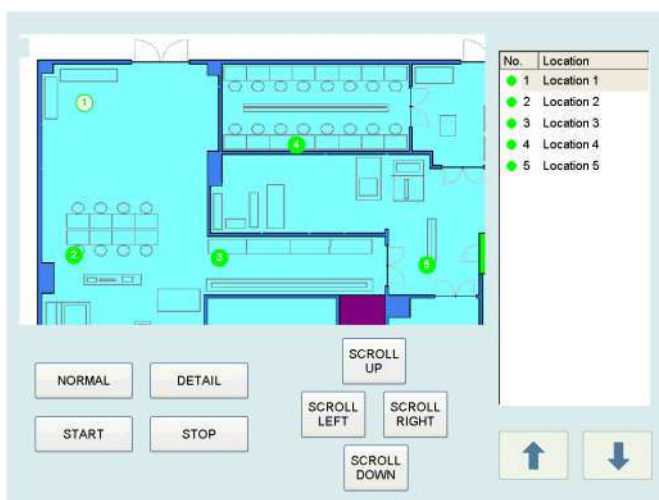 No. Location
1 Location 1
2 Location 2
3 Location 3
4 Location 4
5 Location 5
1
4
2
3
5
NORMAL
DETAIL
START
STOP
SCROLL
UP
SCROLL
LEFT
SCROLL
RIGHT
SCROLL
DOWN